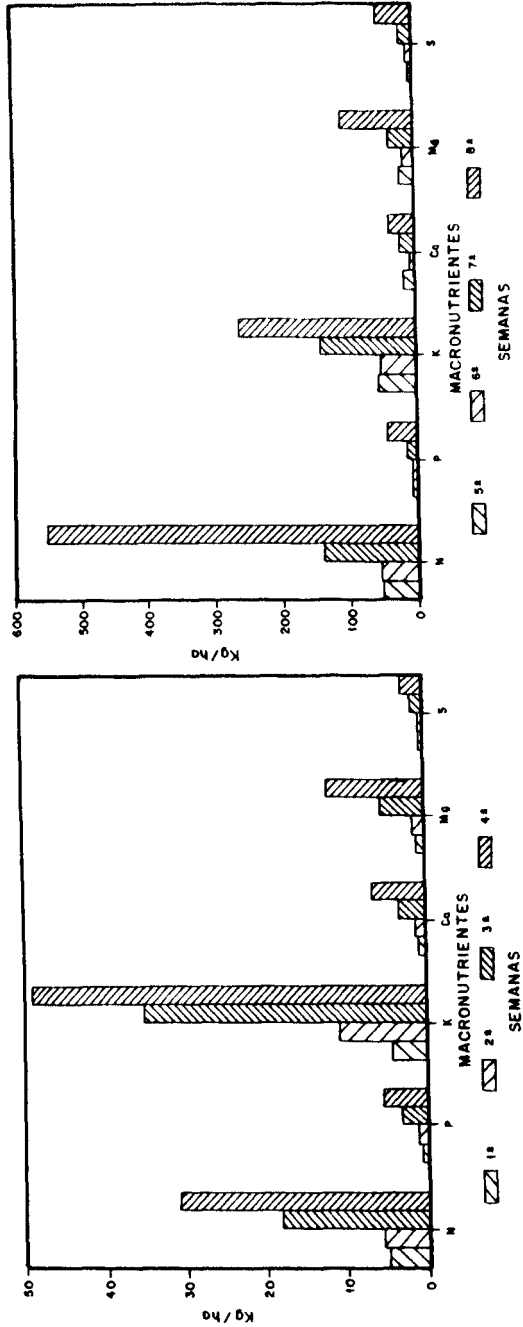 Kg/ha
50
40
30
20
10
0
N P K Ca Mg S
MACRONUTRIENTES
1ª 2ª 3ª 4ª
SEMANAS
Kg/ha
600
500
400
300
200
100
0
N P K Ca Mg S
MACRONUTRIENTES
5ª 6ª 7ª 8ª
SEMANAS